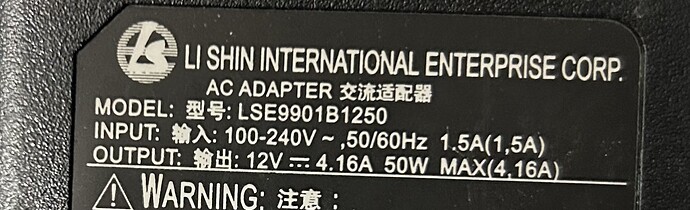 LS
LI SHIN INTERNATIONAL ENTERPRISE CORP.
AC ADAPTER 交流适配器
MODEL: 型号: LSE9901B1250
INPUT: 输入: 100-240V ~ ,50/60Hz 1.5A(1,5A)
OUTPUT: 输出: 12V ⎓ 4.16A 50W MAX(4,16A)
WARNING: 注意: